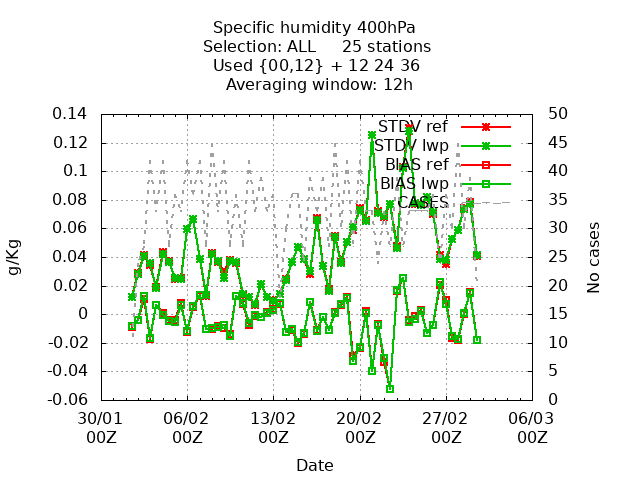 Specific humidity 400hPa
Selection: ALL 25 stations
Used {00,12} + 12 24 36
Averaging window: 12h
0.14
0.12
0.1
0.08
0.06
0.04
0.02
0
-0.02
-0.04
-0.06
g/Kg
50
45
40
35
30
25
20
15
10
5
0
No cases
STDV ref
STDV lwp
BIAS ref
BIAS lwp
CASES
30/01 06/02 13/02 20/02 27/02 06/03
00Z 00Z 00Z 00Z 00Z 00Z
Date